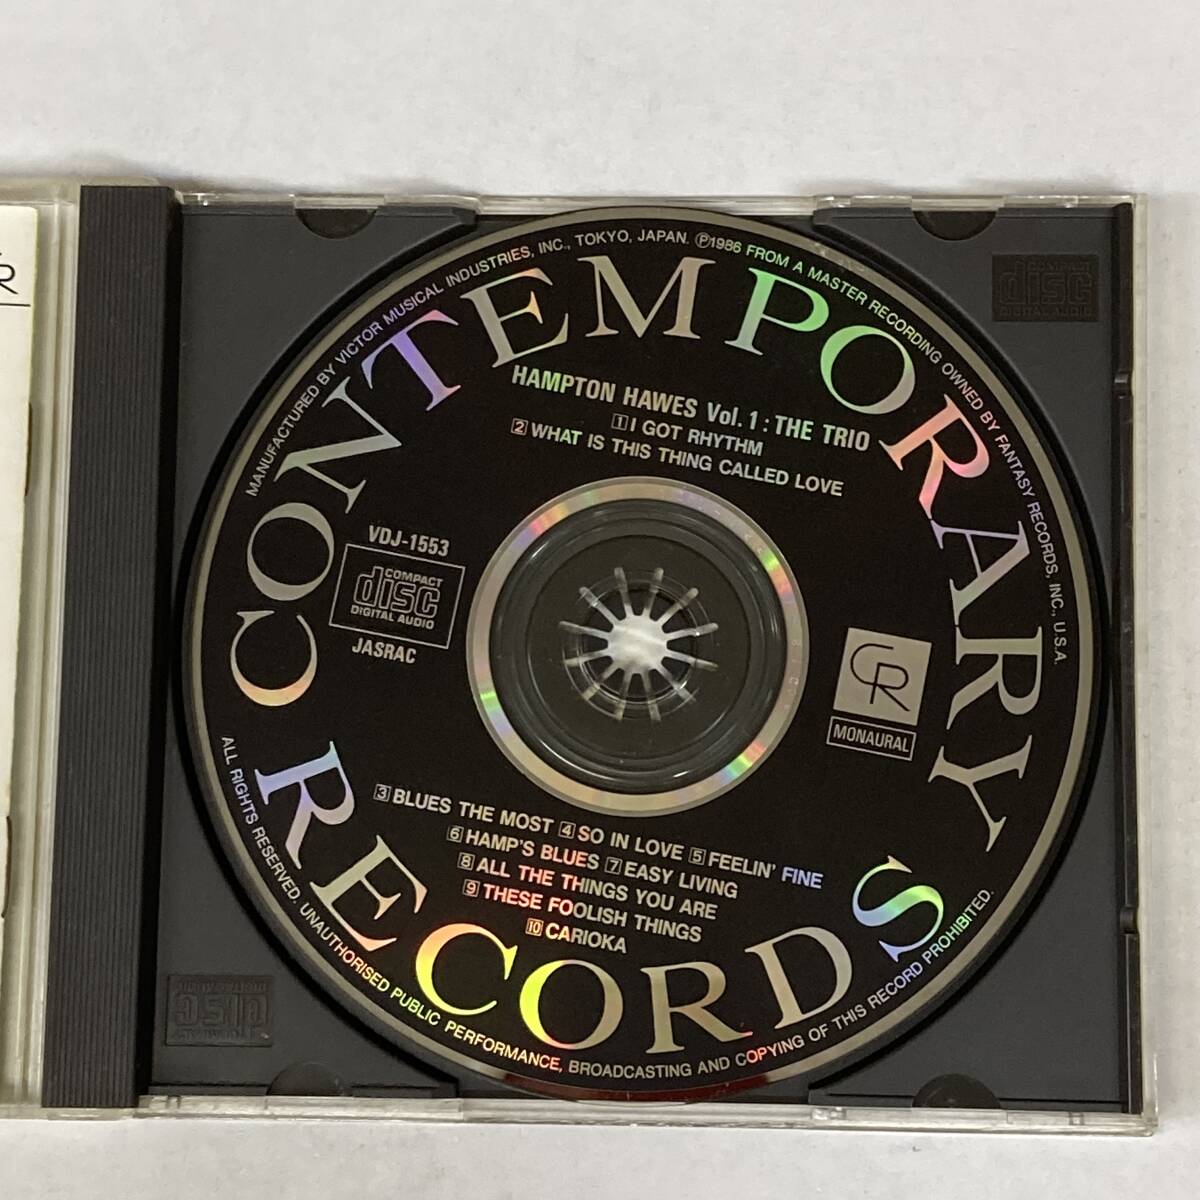 MANUFACTURED BY VICTOR MUSICAL INDUSTRIES, INC., TOKYO, JAPAN. ℗1986 FROM A MASTER RECORDING OWNED BY FANTASY RECORDS, INC., U.S.A.
CONTEMPORARY
HAMPTON HAWES Vol. 1 : THE TRIO
1 I GOT RHYTHM
2 WHAT IS THIS THING CALLED LOVE
VDJ-1553
COMPACT
disc
DIGITAL AUDIO
JASRAC
CR
MONAURAL
3 BLUES THE MOST 4 SO IN LOVE 5 FEELIN' FINE
6 HAMP'S BLUES 7 EASY LIVING
8 ALL THE THINGS YOU ARE
9 THESE FOOLISH THINGS
10 CARIOKA
RECORDS
ALL RIGHTS RESERVED. UNAUTHORISED PUBLIC PERFORMANCE, BROADCASTING AND COPYING OF THIS RECORD PROHIBITED.
COMPACT
disc
DIGITAL AUDIO
COMPACT
disc
DIGITAL AUDIO
R